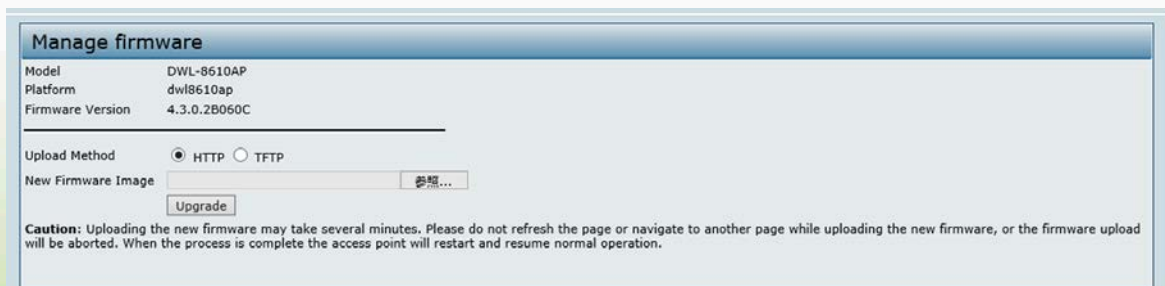 Manage firmware
Model DWL-8610AP
Platform dwl8610ap
Firmware Version 4.3.0.2B060C
Upload Method HTTP TFTP
New Firmware Image 参照...
Upgrade
Caution: Uploading the new firmware may take several minutes. Please do not refresh the page or navigate to another page while uploading the new firmware, or the firmware upload
will be aborted. When the process is complete the access point will restart and resume normal operation.